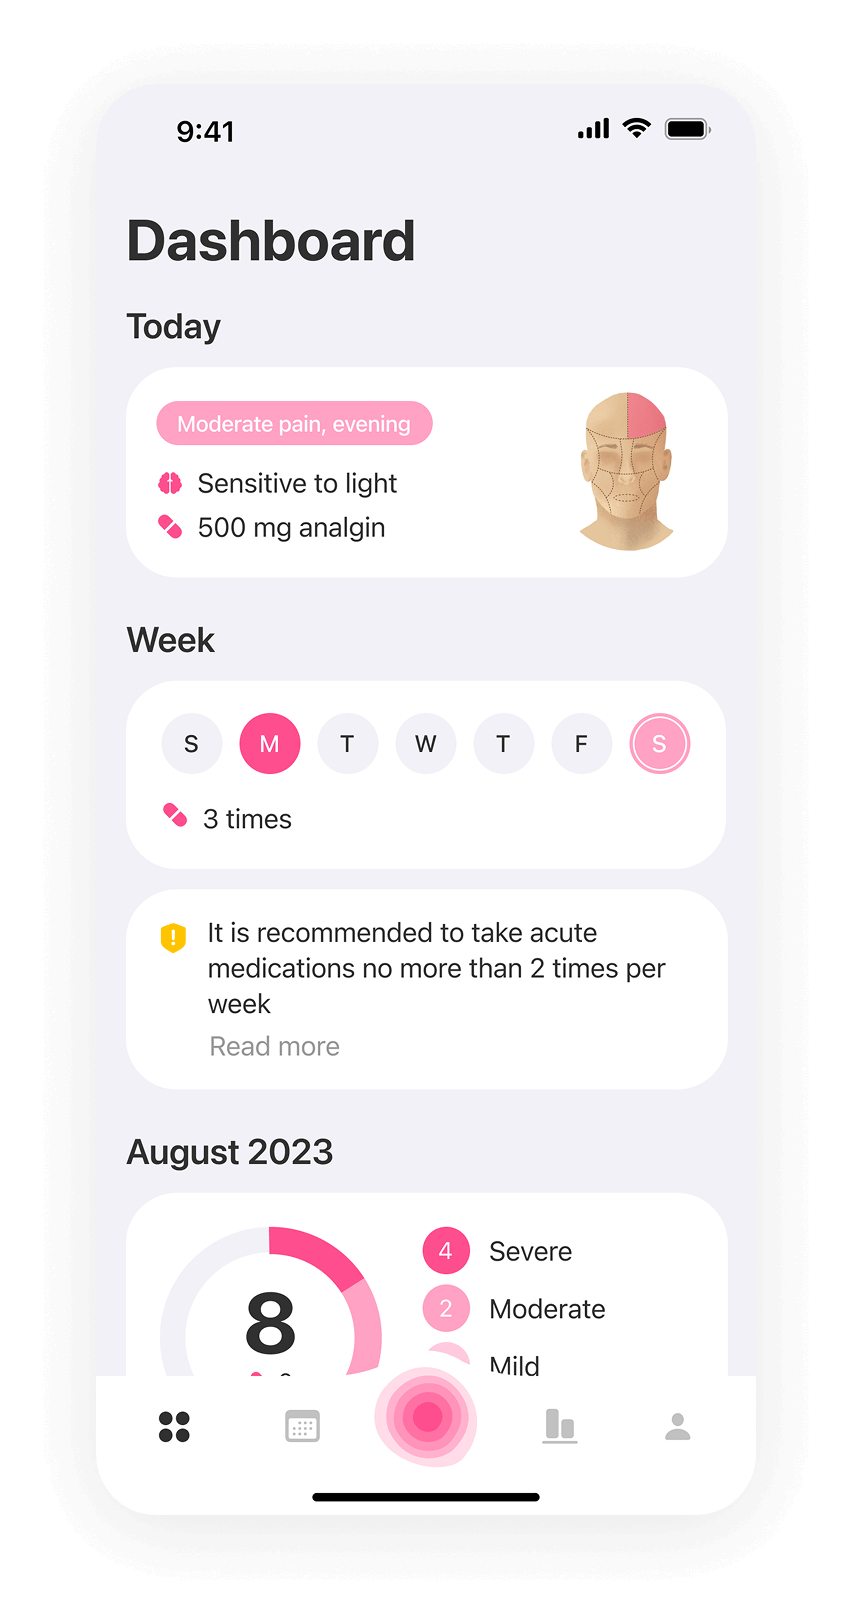 9:41
Dashboard
Today
Moderate pain, evening
Sensitive to light
500 mg analgin
Week
S M T W T F S
3 times
It is recommended to take acute
medications no more than 2 times per
week
Read more
August 2023
8
4 Severe
2 Moderate
Mild